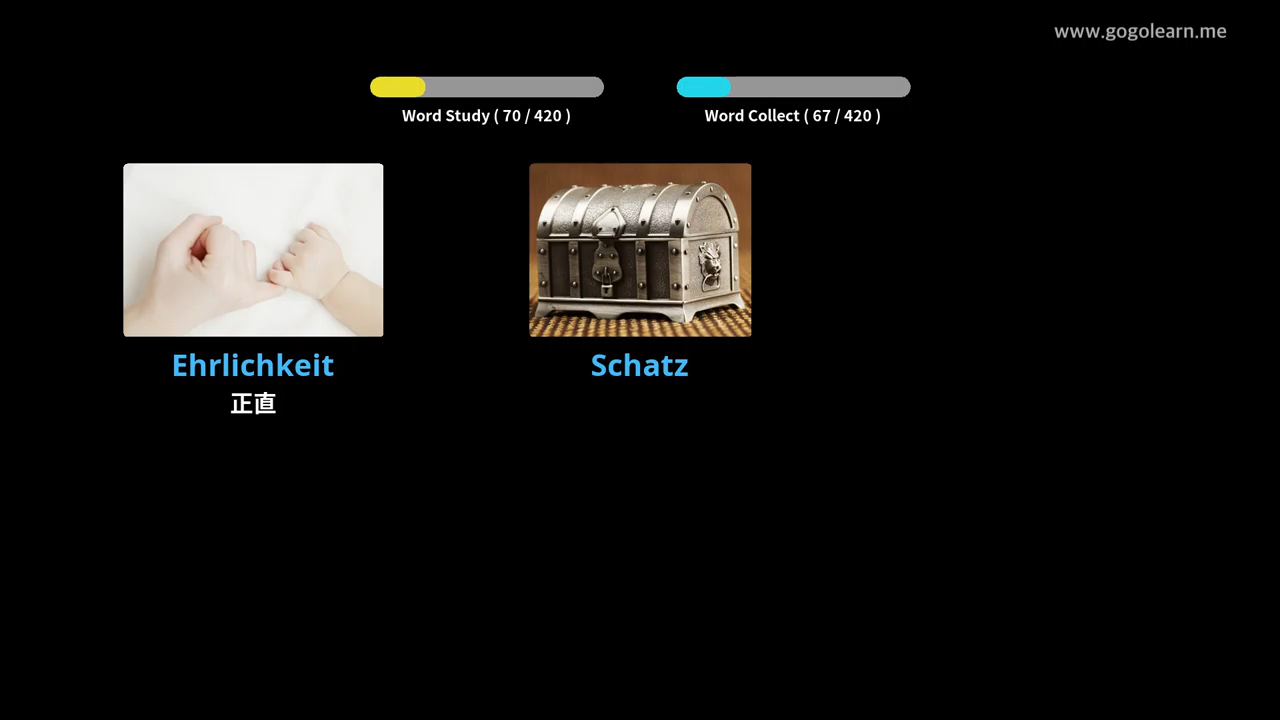 www.gogolearn.me
Word Study ( 70 / 420 )
Word Collect ( 67 / 420 )
Ehrlichkeit
正直
Schatz